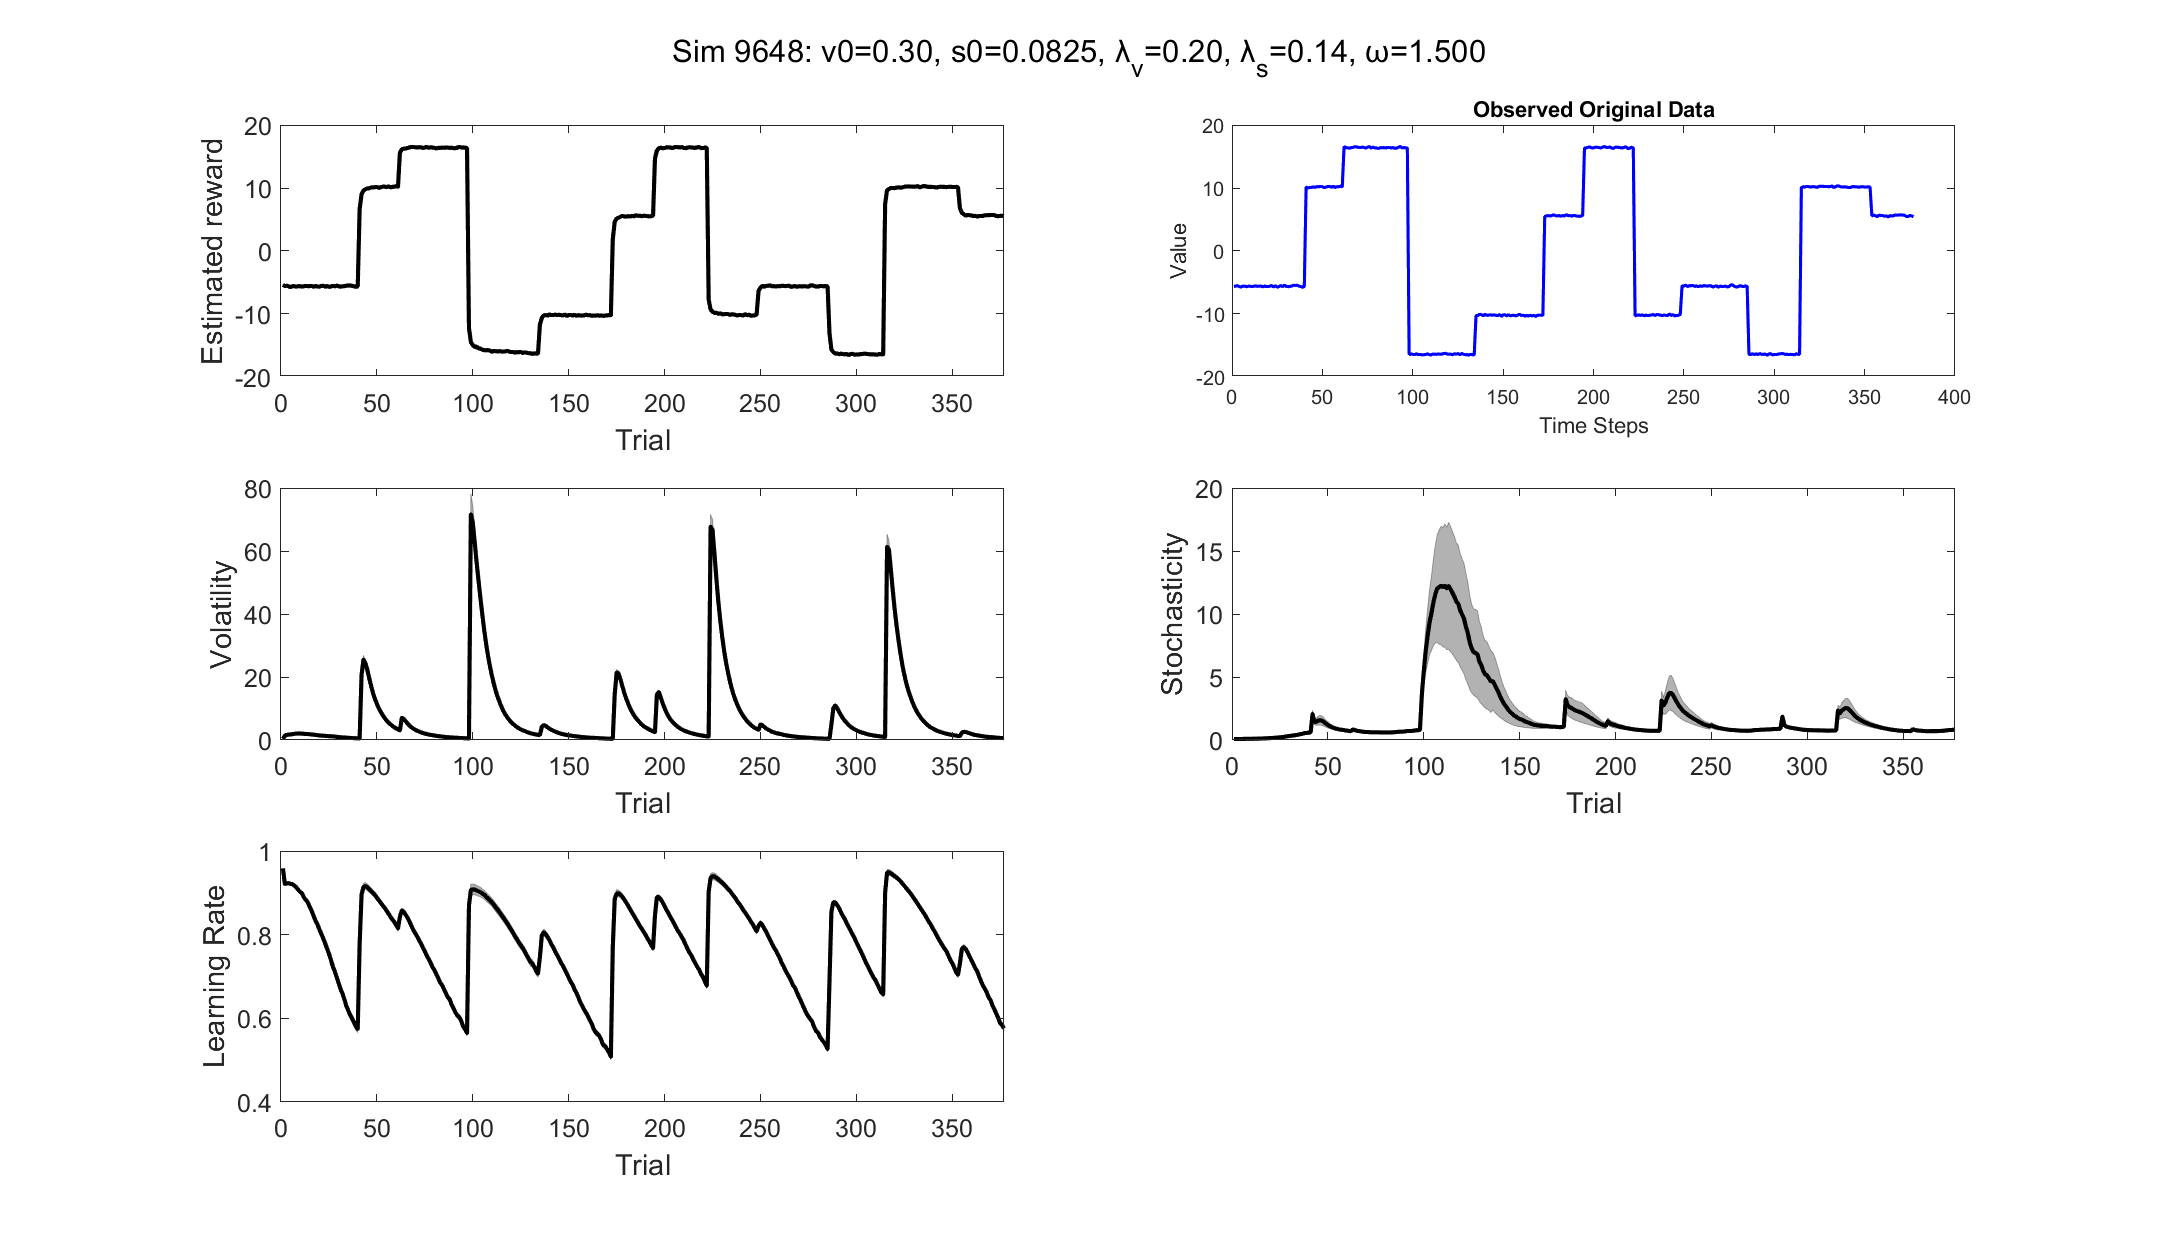 Sim 9648: v0=0.30, s0=0.0825, λ_v=0.20, λ_s=0.14, ω=1.500
Estimated reward
20
10
0
-10
-20
0 50 100 150 200 250 300 350
Trial
Observed Original Data
Value
20
10
0
-10
-20
0 50 100 150 200 250 300 350 400
Time Steps
Volatility
80
60
40
20
0
0 50 100 150 200 250 300 350
Trial
Stochasticity
20
15
10
5
0
0 50 100 150 200 250 300 350
Trial
Learning Rate
1
0.8
0.6
0.4
0 50 100 150 200 250 300 350
Trial